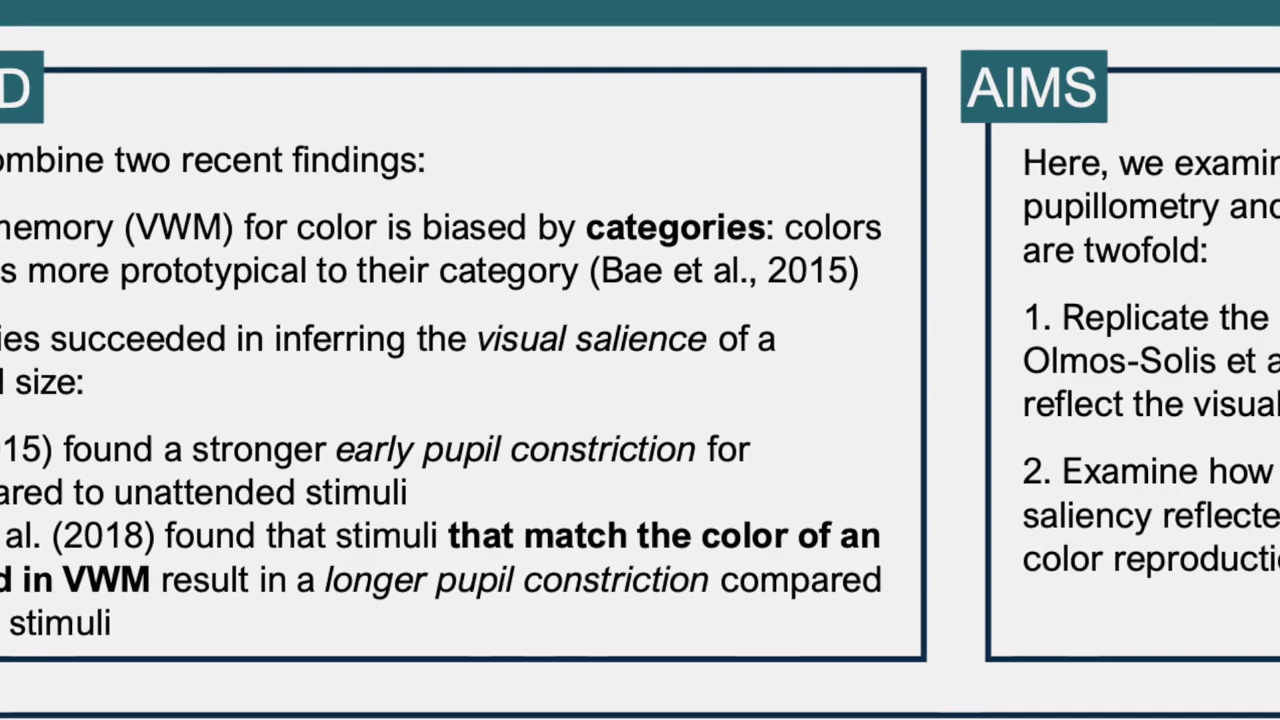 D
ombine two recent findings:
memory (VWM) for color is biased by categories: colors
s more prototypical to their category (Bae et al., 2015)
ies succeeded in inferring the visual salience of a
l size:
15) found a stronger early pupil constriction for
ared to unattended stimuli
al. (2018) found that stimuli that match the color of an
d in VWM result in a longer pupil constriction compared
stimuli
AIMS
Here, we examin
pupillometry and
are twofold:
1. Replicate the
Olmos-Solis et a
reflect the visual
2. Examine how
saliency reflecte
color reproductio